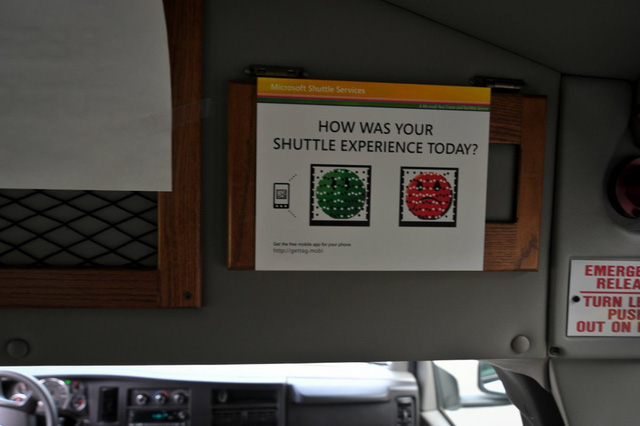 Microsoft Shuttle Services
HOW WAS YOUR
SHUTTLE EXPERIENCE TODAY?
Get the free mobile app for your phone
http://gettag.mobi
EMERGE
RELEA
TURN LE
PUS
OUT ON